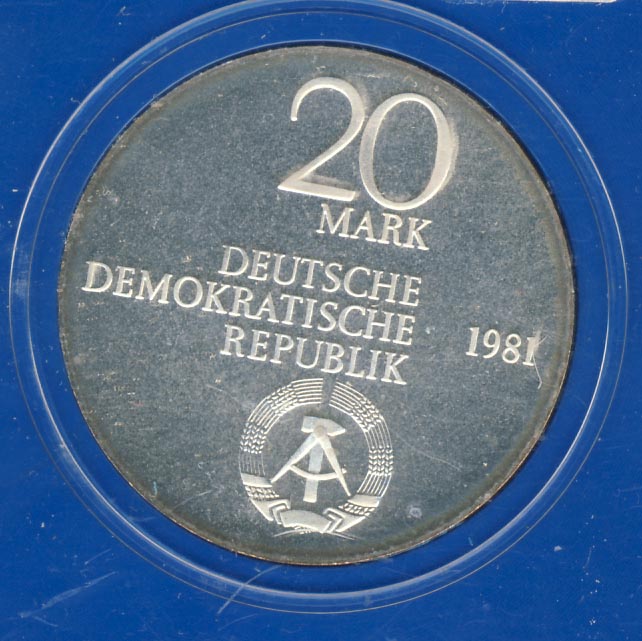 20
MARK
DEUTSCHE
DEMOKRATISCHE
REPUBLIK
1981